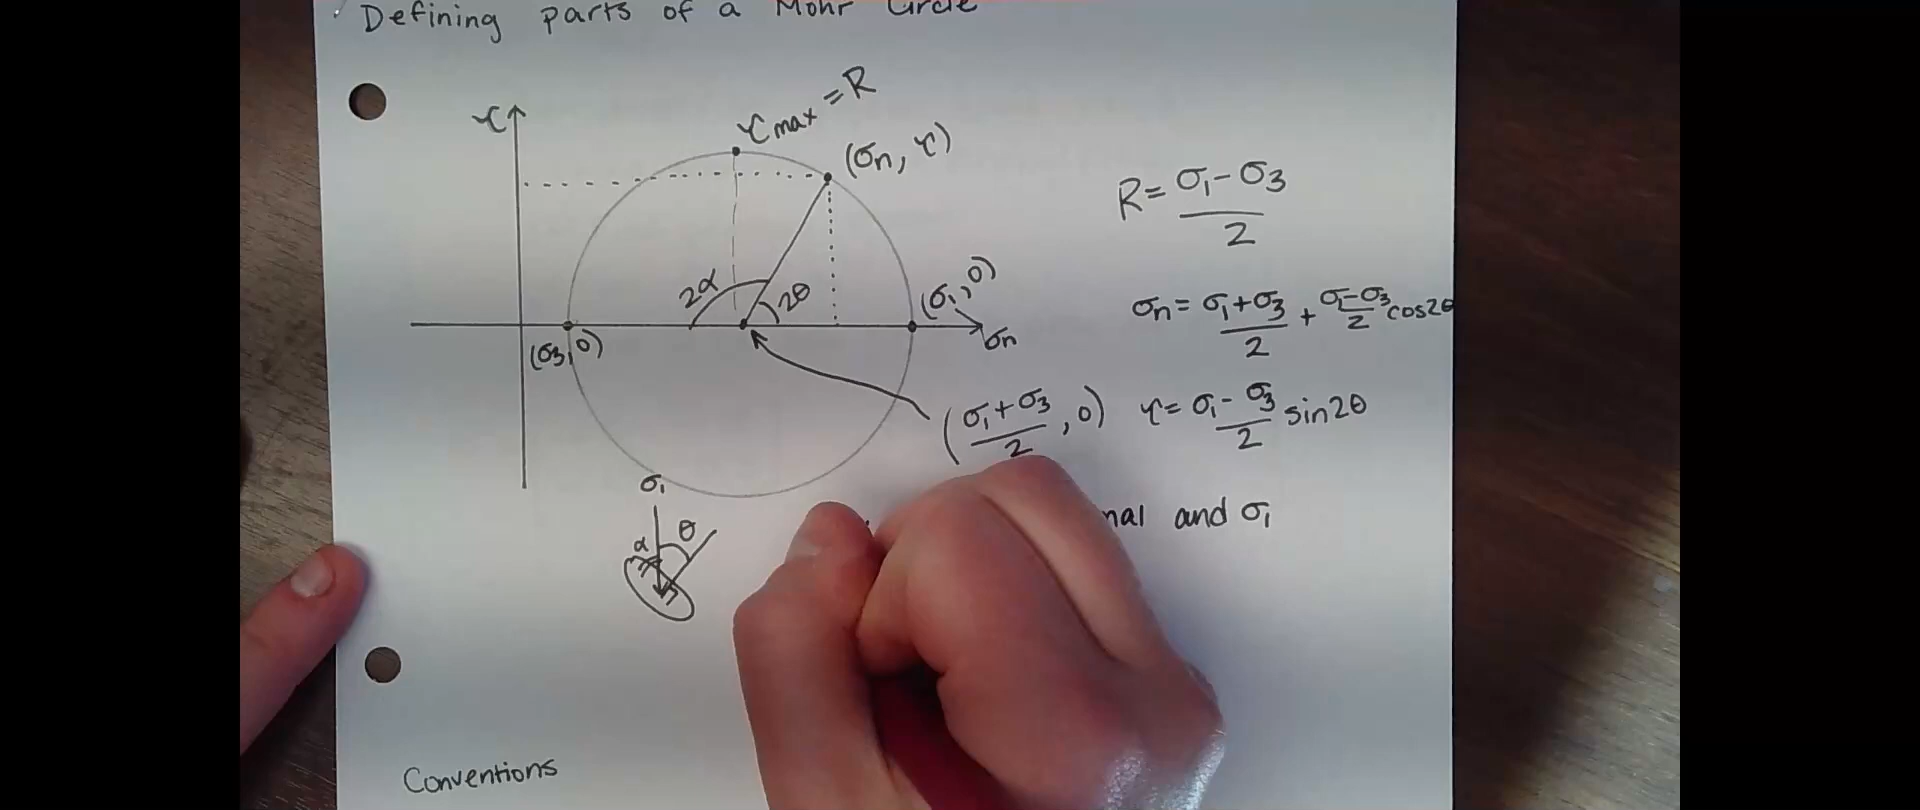 Defining parts of a Mohr Circle
τ
τmax = R
(σn, τ)
2α
2θ
(σ1, 0)
σn
(σ3, 0)
(σ1+σ3/2, 0)
R = σ1-σ3/2
σn = σ1+σ3/2 + σ1-σ3/2 cos2θ
τ = σ1-σ3/2 sin2θ
and σ1
σ1
α
θ
Conventions